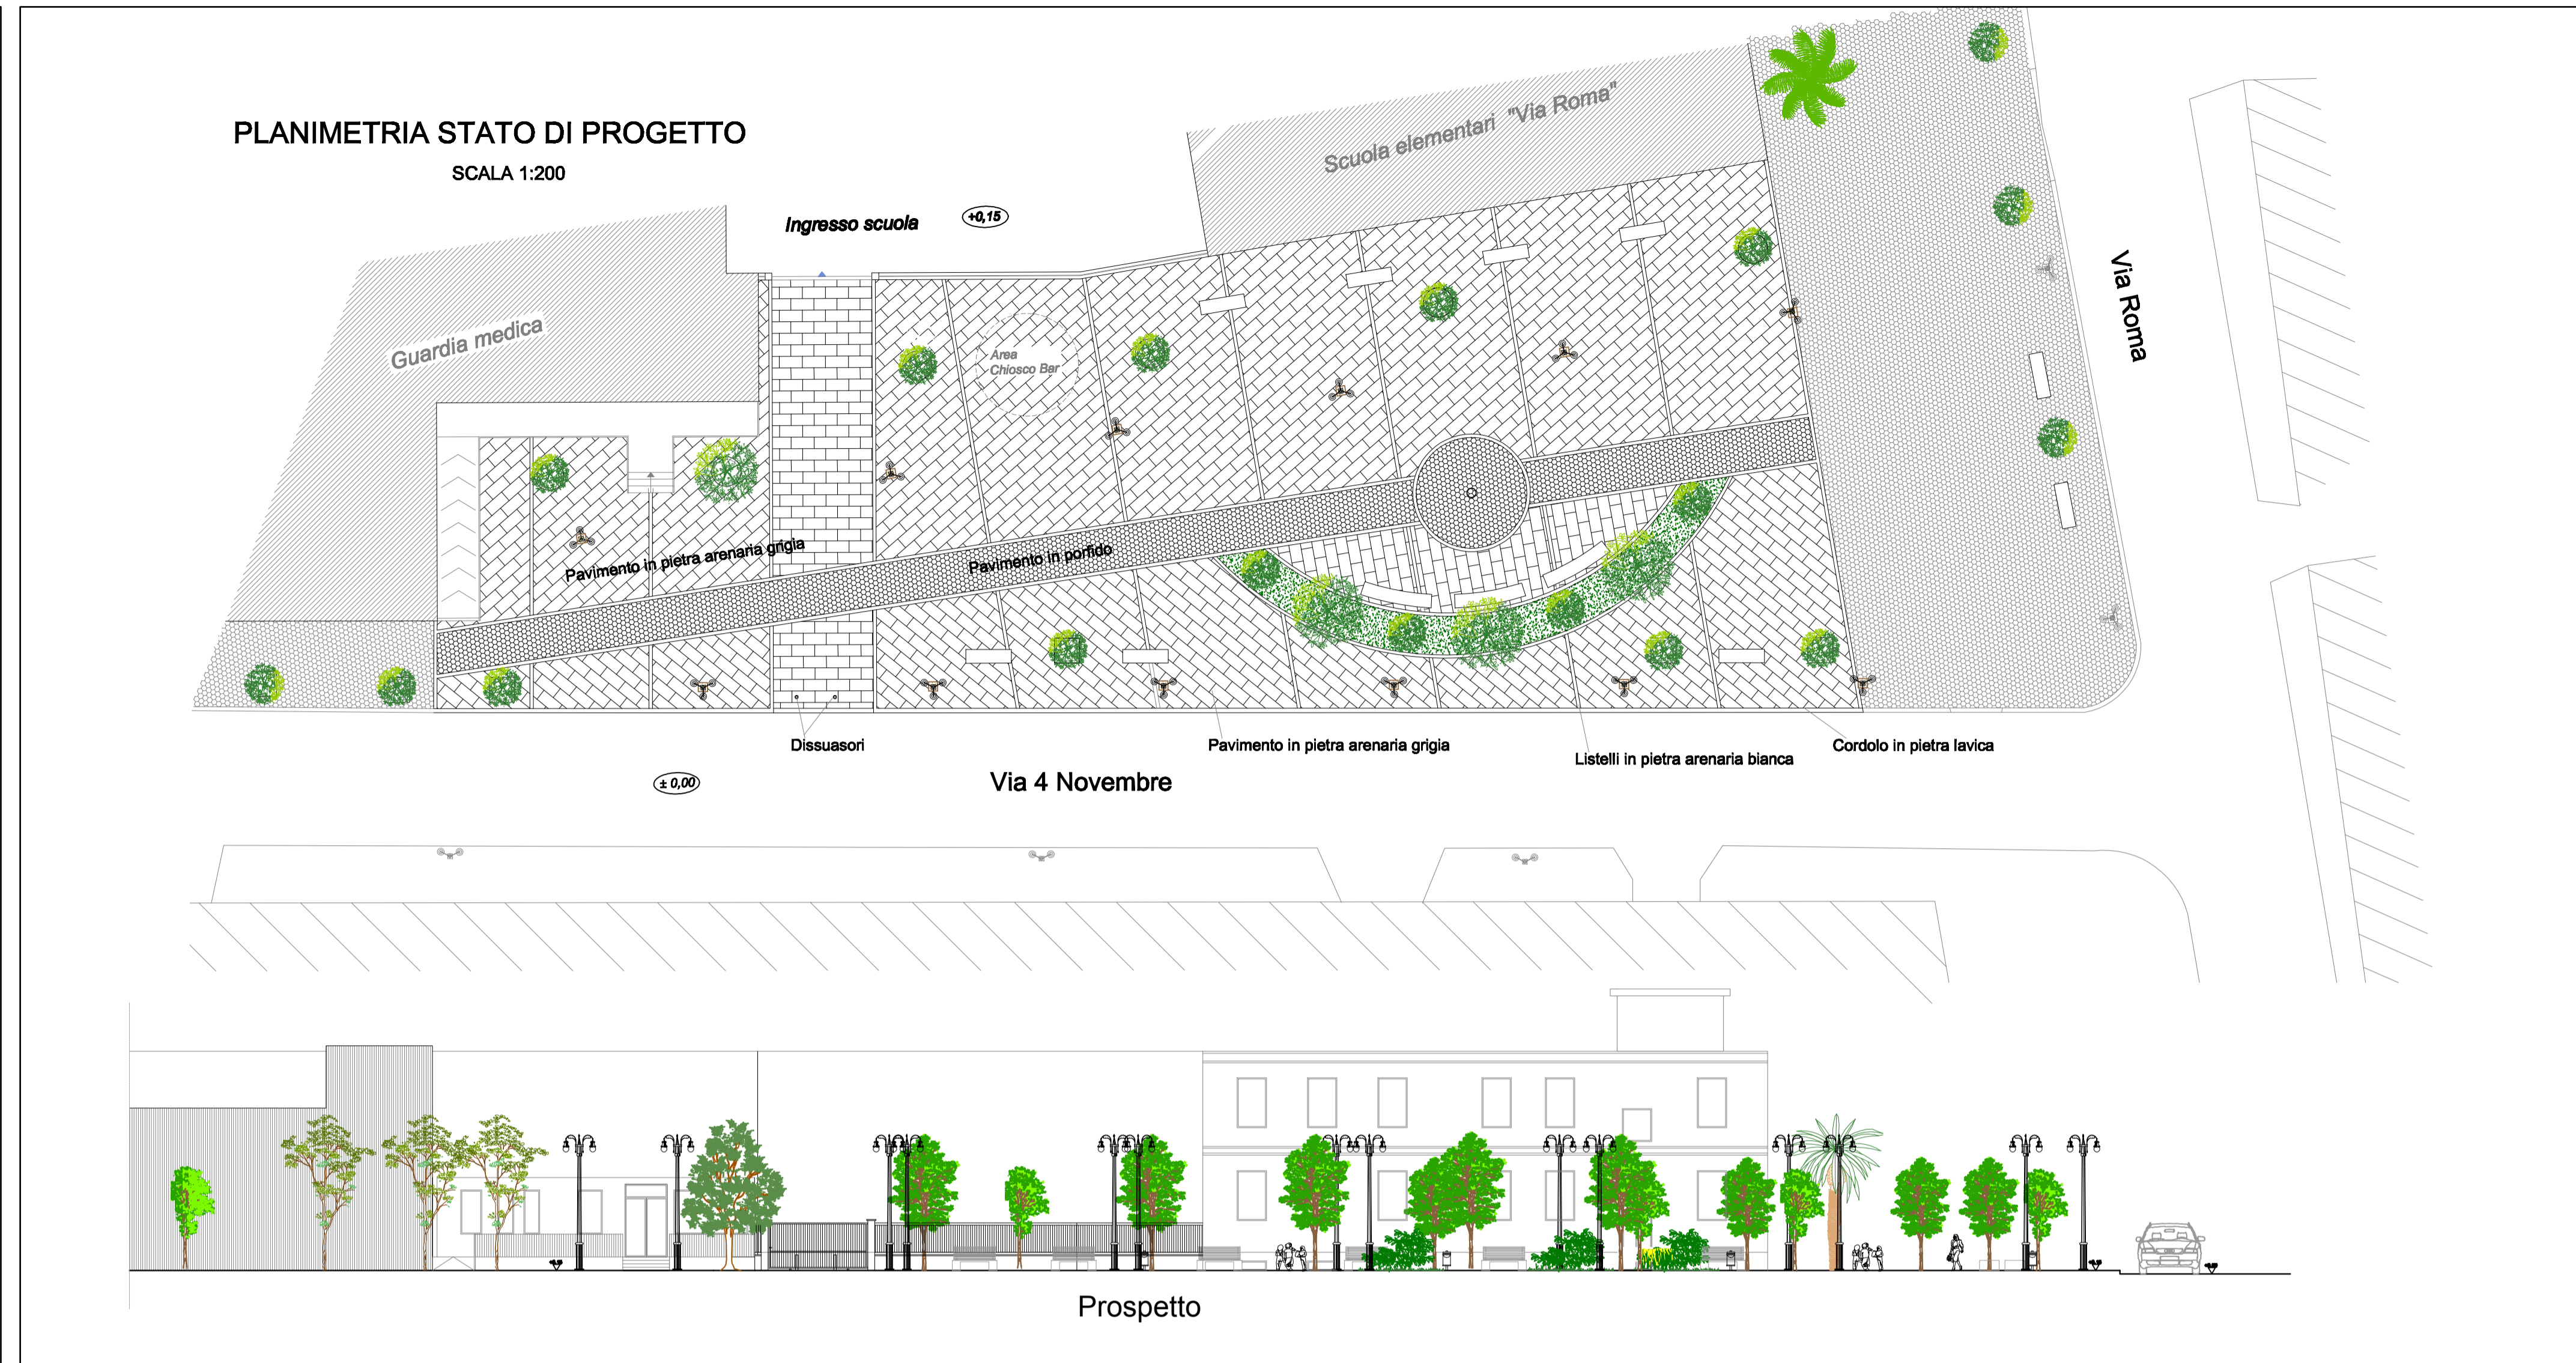 PLANIMETRIA STATO DI PROGETTO
SCALA 1:200
Scuola elementari "Via Roma"
Ingresso scuola
+0,15
Guardia medica
Via Roma
Area
Chiosco Bar
Pavimento in pietra arenaria grigia
Pavimento in porfido
Dissuasori
Pavimento in pietra arenaria grigia
Listelli in pietra arenaria bianca
Cordolo in pietra lavica
± 0,00
Via 4 Novembre
Prospetto